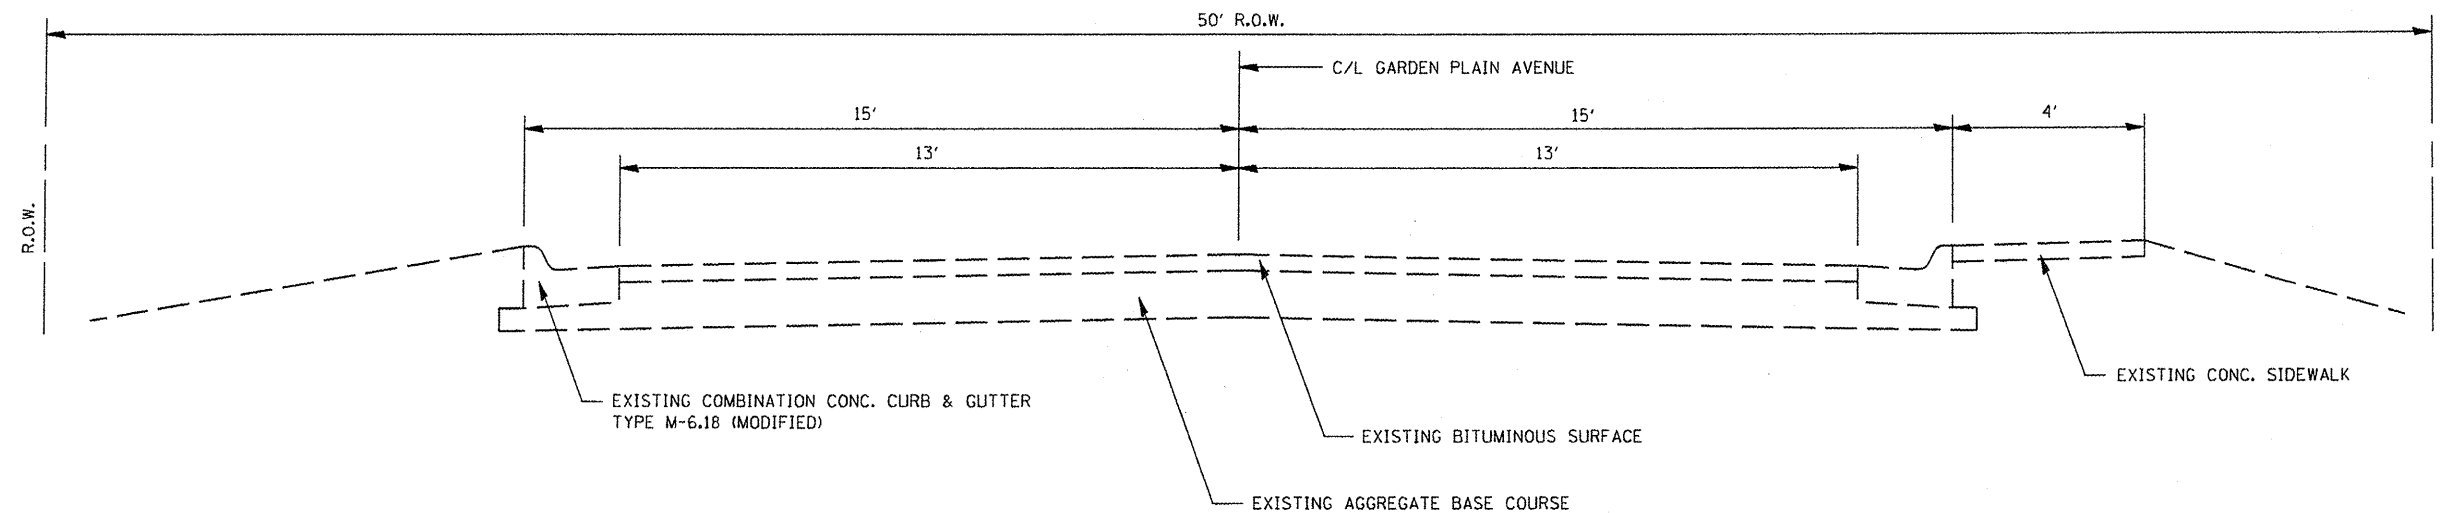 50' R.O.W.
C/L GARDEN PLAIN AVENUE
15'
15'
4'
13'
13'
R.O.W.
EXISTING CONC. SIDEWALK
EXISTING COMBINATION CONC. CURB & GUTTER
TYPE M-6.18 (MODIFIED)
EXISTING BITUMINOUS SURFACE
EXISTING AGGREGATE BASE COURSE